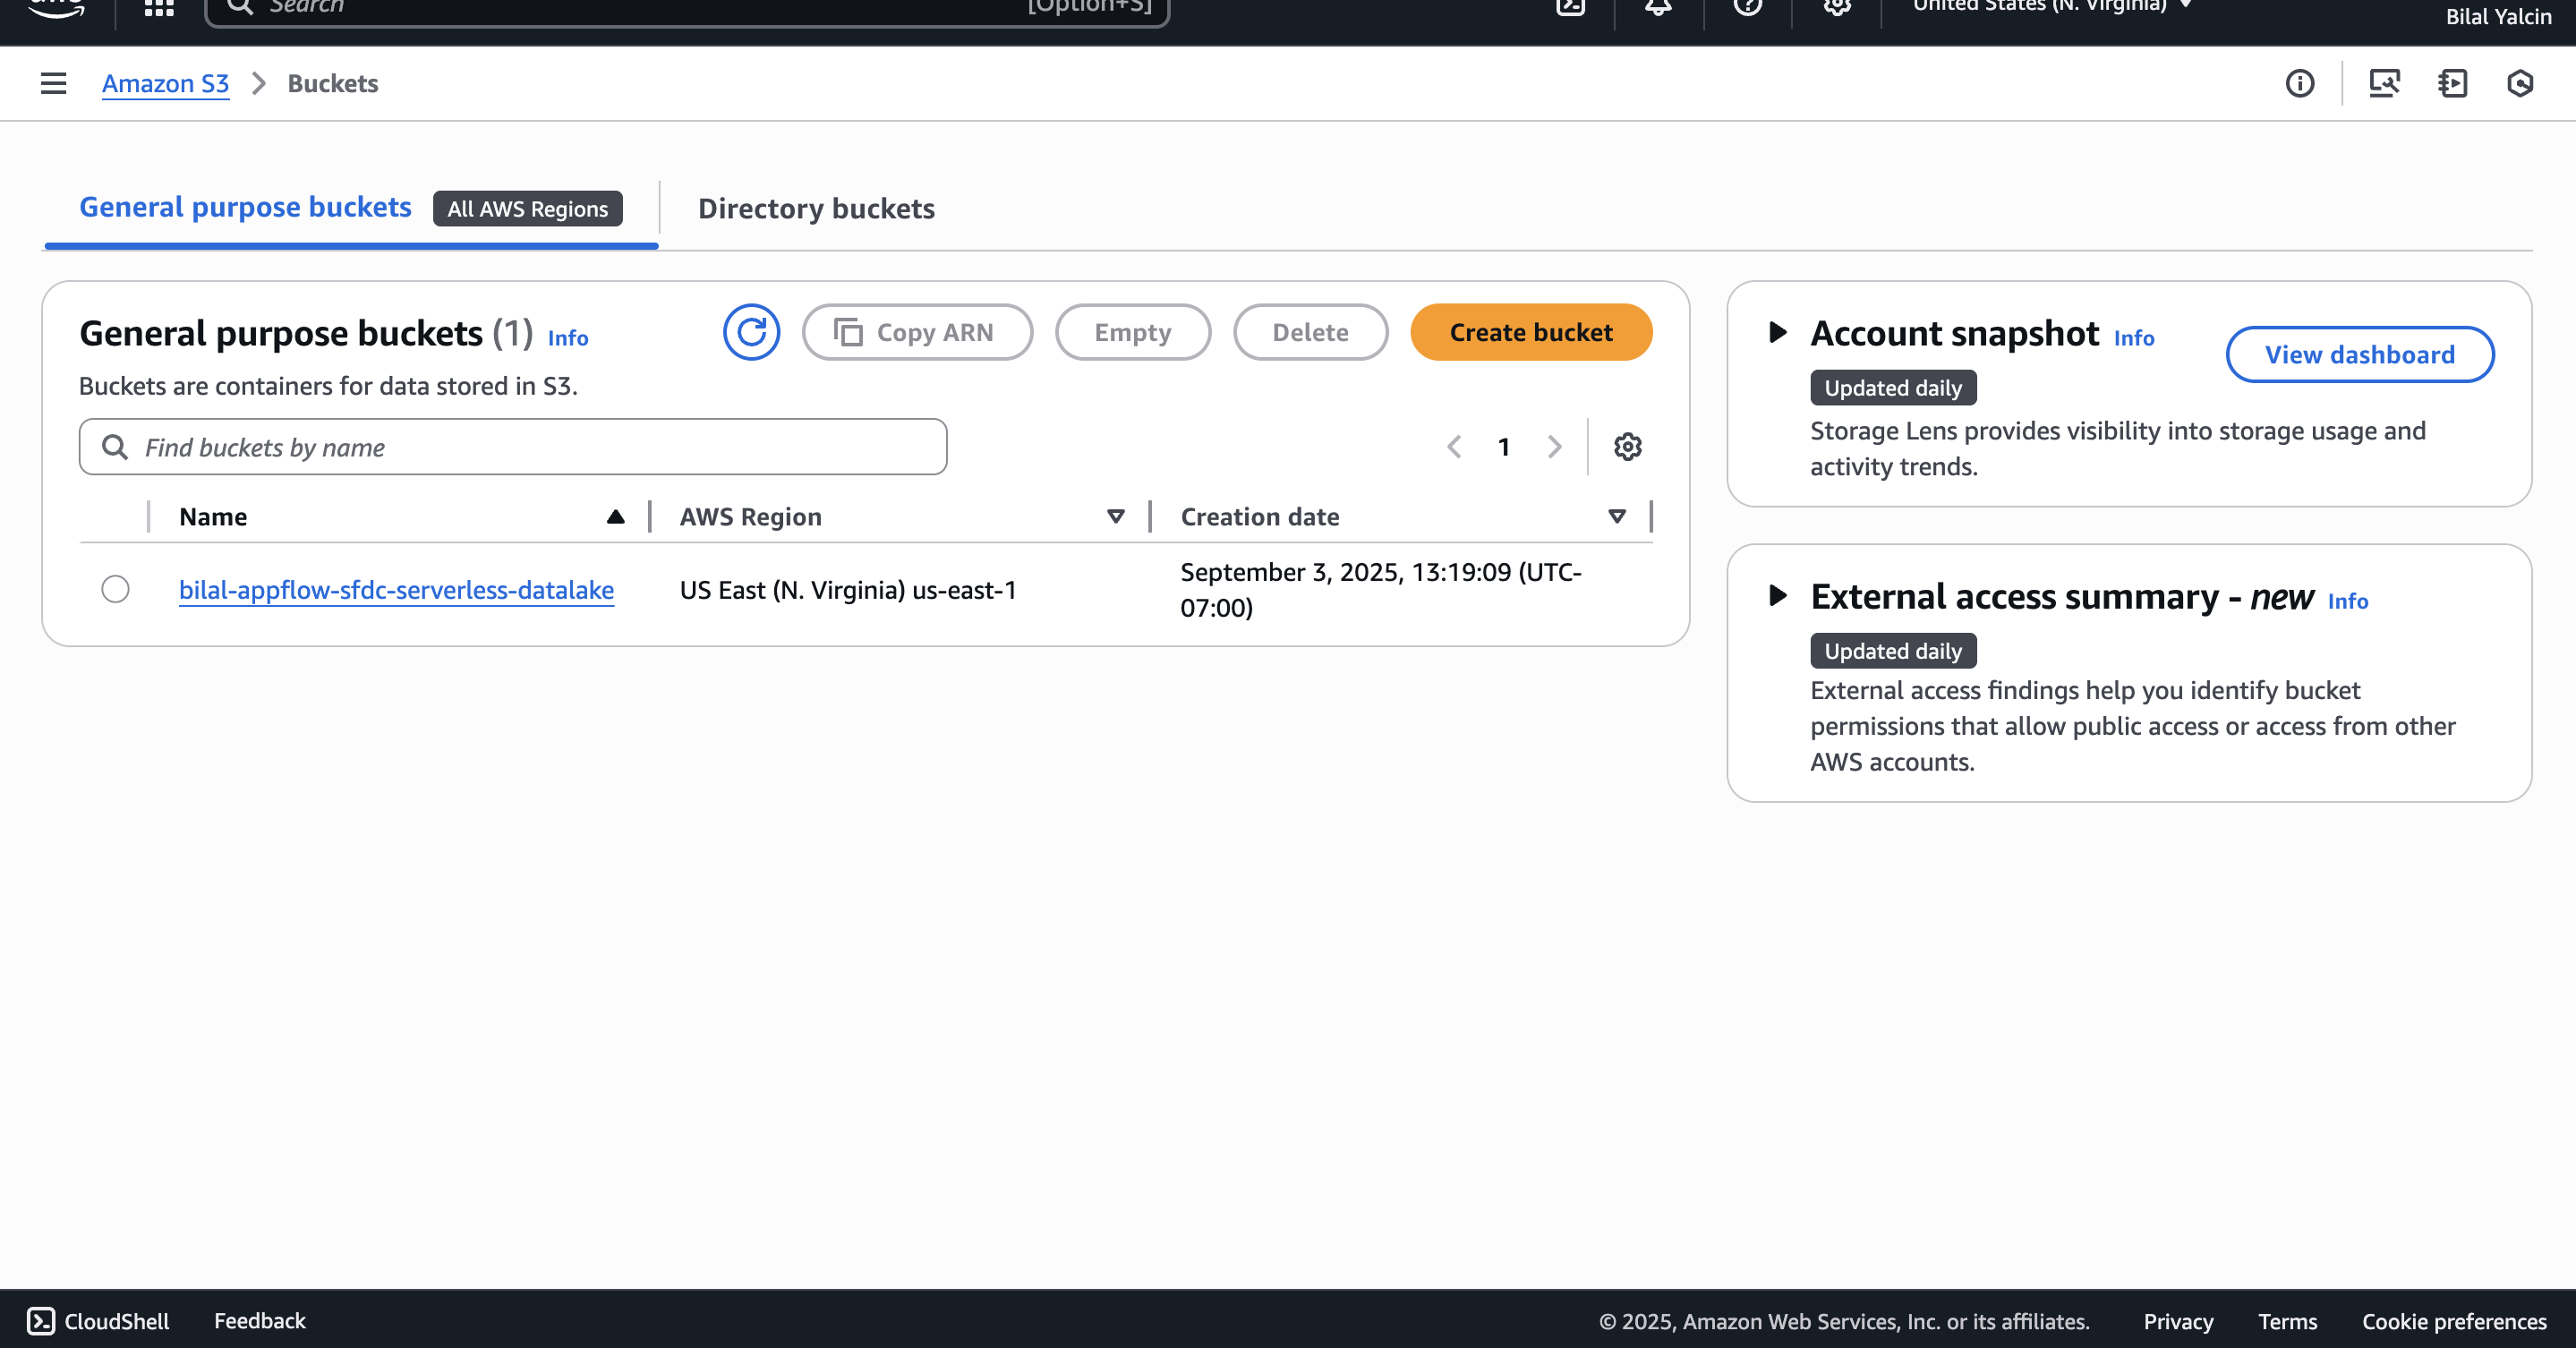 aws
Search
[Option+S]
United States (N. Virginia)
Bilal Yalcin
Amazon S3
Buckets
General purpose buckets
All AWS Regions
Directory buckets
General purpose buckets (1) Info
Copy ARN
Empty
Delete
Create bucket
Buckets are containers for data stored in S3.
Find buckets by name
1
Name
AWS Region
Creation date
bilal-appflow-sfdc-serverless-datalake
US East (N. Virginia) us-east-1
September 3, 2025, 13:19:09 (UTC-
07:00)
Account snapshot Info
View dashboard
Updated daily
Storage Lens provides visibility into storage usage and
activity trends.
External access summary - new Info
Updated daily
External access findings help you identify bucket
permissions that allow public access or access from other
AWS accounts.
CloudShell
Feedback
© 2025, Amazon Web Services, Inc. or its affiliates.
Privacy
Terms
Cookie preferences